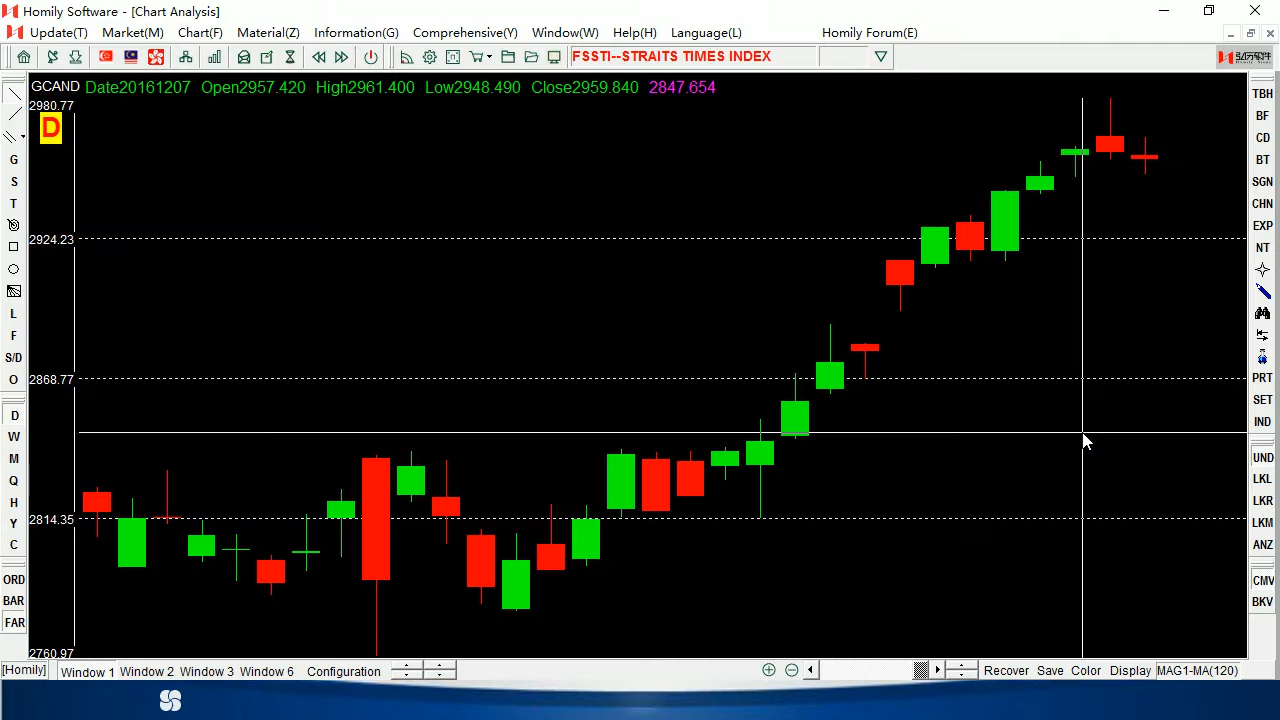 Homily Software - [Chart Analysis]
Update(T) Market(M) Chart(F) Material(Z) Information(G) Comprehensive(Y) Window(W) Help(H) Language(L) Homily Forum(E)
FSSTI--STRAITS TIMES INDEX
GCAND Date20161207 Open2957.420 High2961.400 Low2948.490 Close2959.840 2847.654
2980.77
D
2924.23
2868.77
2814.35
2760.97
G
S
T
L
F
S/D
O
D
W
M
Q
H
Y
C
ORD
BAR
FAR
TBH
BF
CD
BT
SGN
CHN
EXP
NT
PRT
SET
IND
UND
LKL
LKR
LKM
ANZ
CMV
BKV
[Homily] Window 1 Window 2 Window 3 Window 6 Configuration Recover Save Color Display MAG1-MA(120)